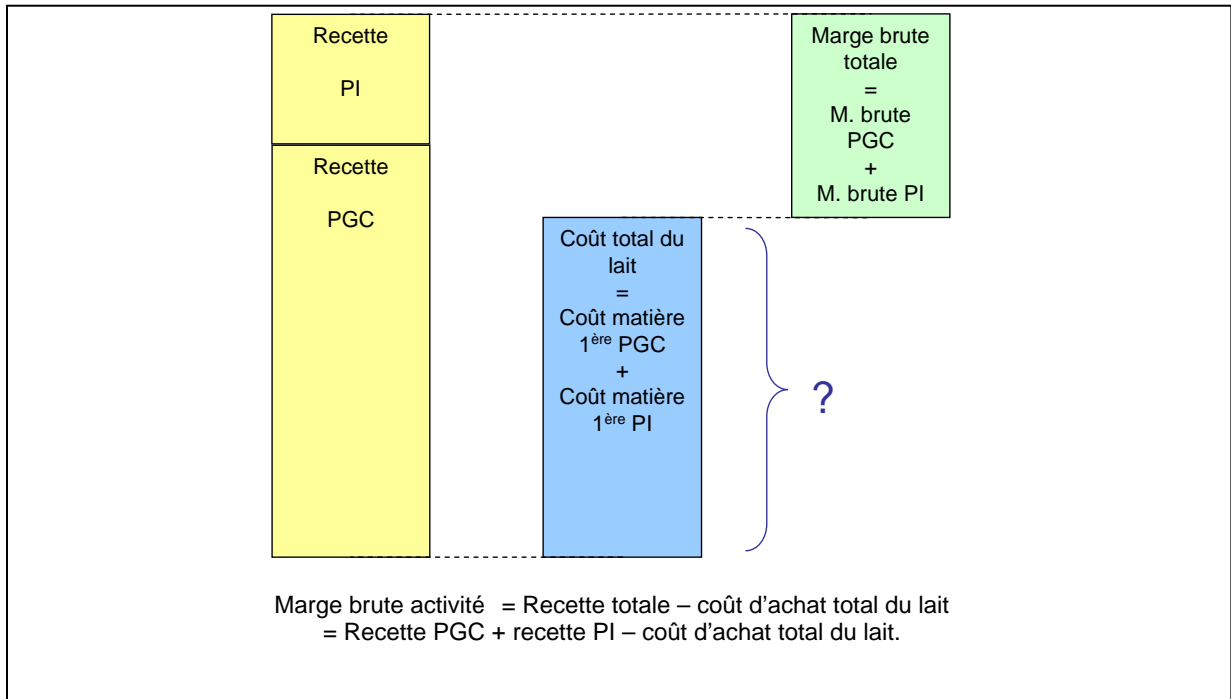 Recette
PI
Recette
PGC
Marge brute
totale
=
M. brute
PGC
+
M. brute PI
Coût total du
lait
=
Coût matière
1ère PGC
+
Coût matière
1ère PI
?
Marge brute activité = Recette totale – coût d’achat total du lait
= Recette PGC + recette PI – coût d’achat total du lait.